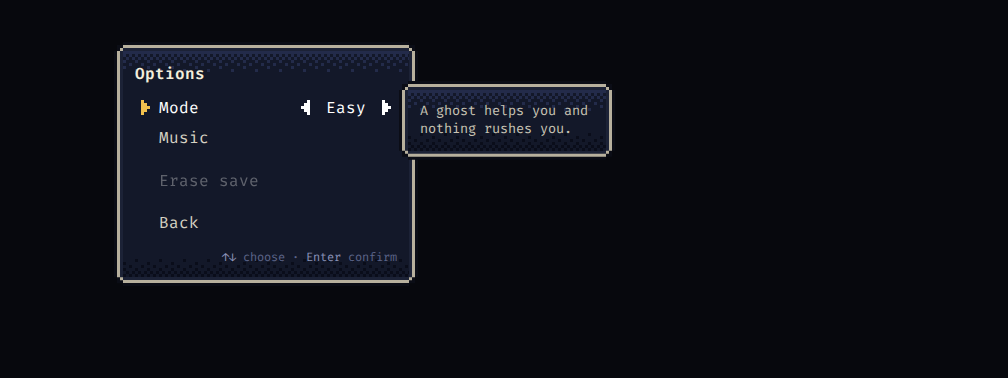 Options
Mode Easy
A ghost helps you and
nothing rushes you.
Music
Erase save
Back
↑↓ choose · Enter confirm